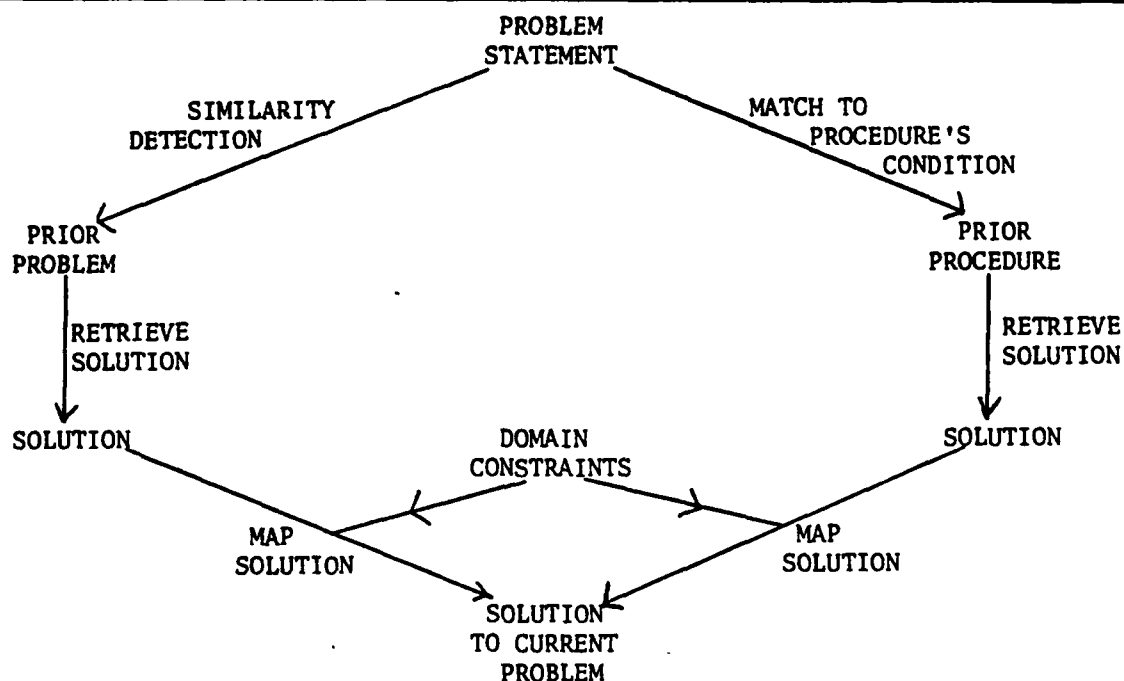 PROBLEM
STATEMENT
SIMILARITY
DETECTION
MATCH TO
PROCEDURE'S
CONDITION
PRIOR
PROBLEM
PRIOR
PROCEDURE
RETRIEVE
SOLUTION
RETRIEVE
SOLUTION
SOLUTION
DOMAIN
CONSTRAINTS
SOLUTION
MAP
SOLUTION
MAP
SOLUTION
SOLUTION
TO CURRENT
PROBLEM